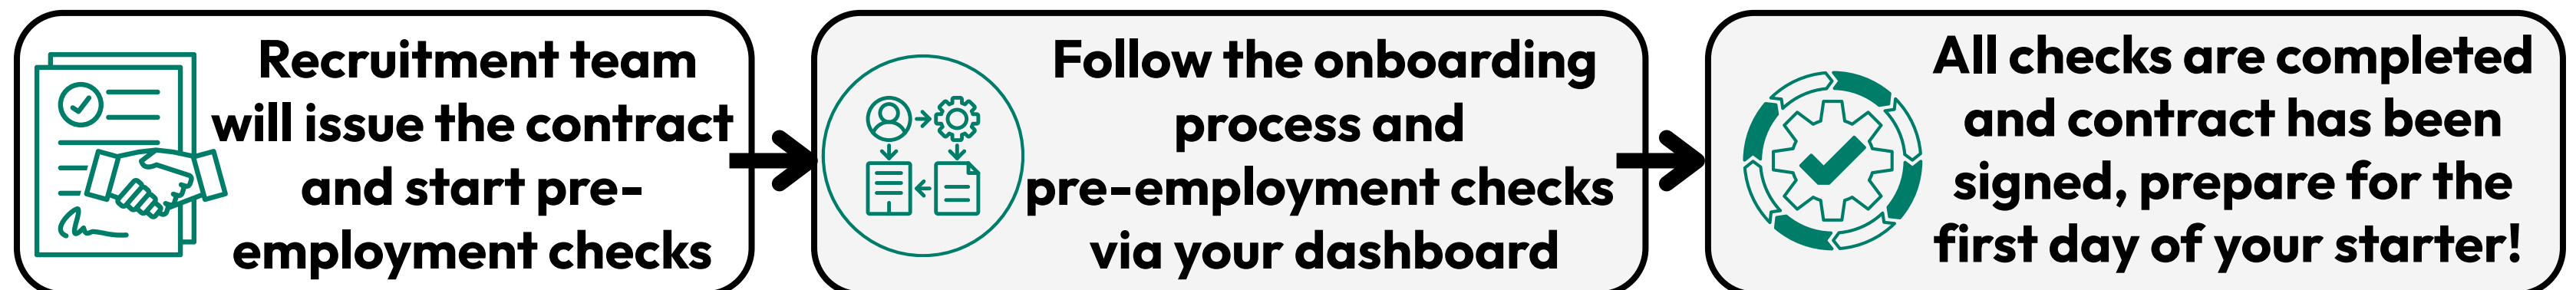 Recruitment team
will issue the contract
and start pre-
employment checks
Follow the onboarding
process and
pre-employment checks
via your dashboard
All checks are completed
and contract has been
signed, prepare for the
first day of your starter!